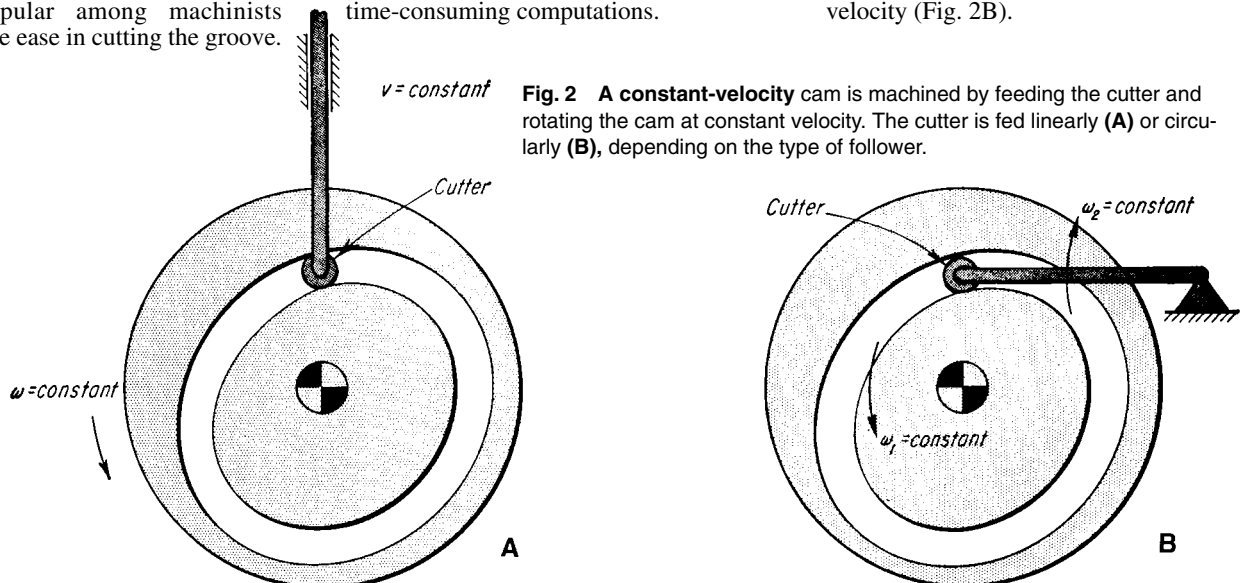 pular among machinists
e ease in cutting the groove.
time-consuming computations.
velocity (Fig. 2B).
v = constant
Fig. 2 A constant-velocity cam is machined by feeding the cutter and
rotating the cam at constant velocity. The cutter is fed linearly (A) or circu-
larly (B), depending on the type of follower.
Cutter
ω = constant
A
Cutter
ω₂ = constant
ω₁ = constant
B